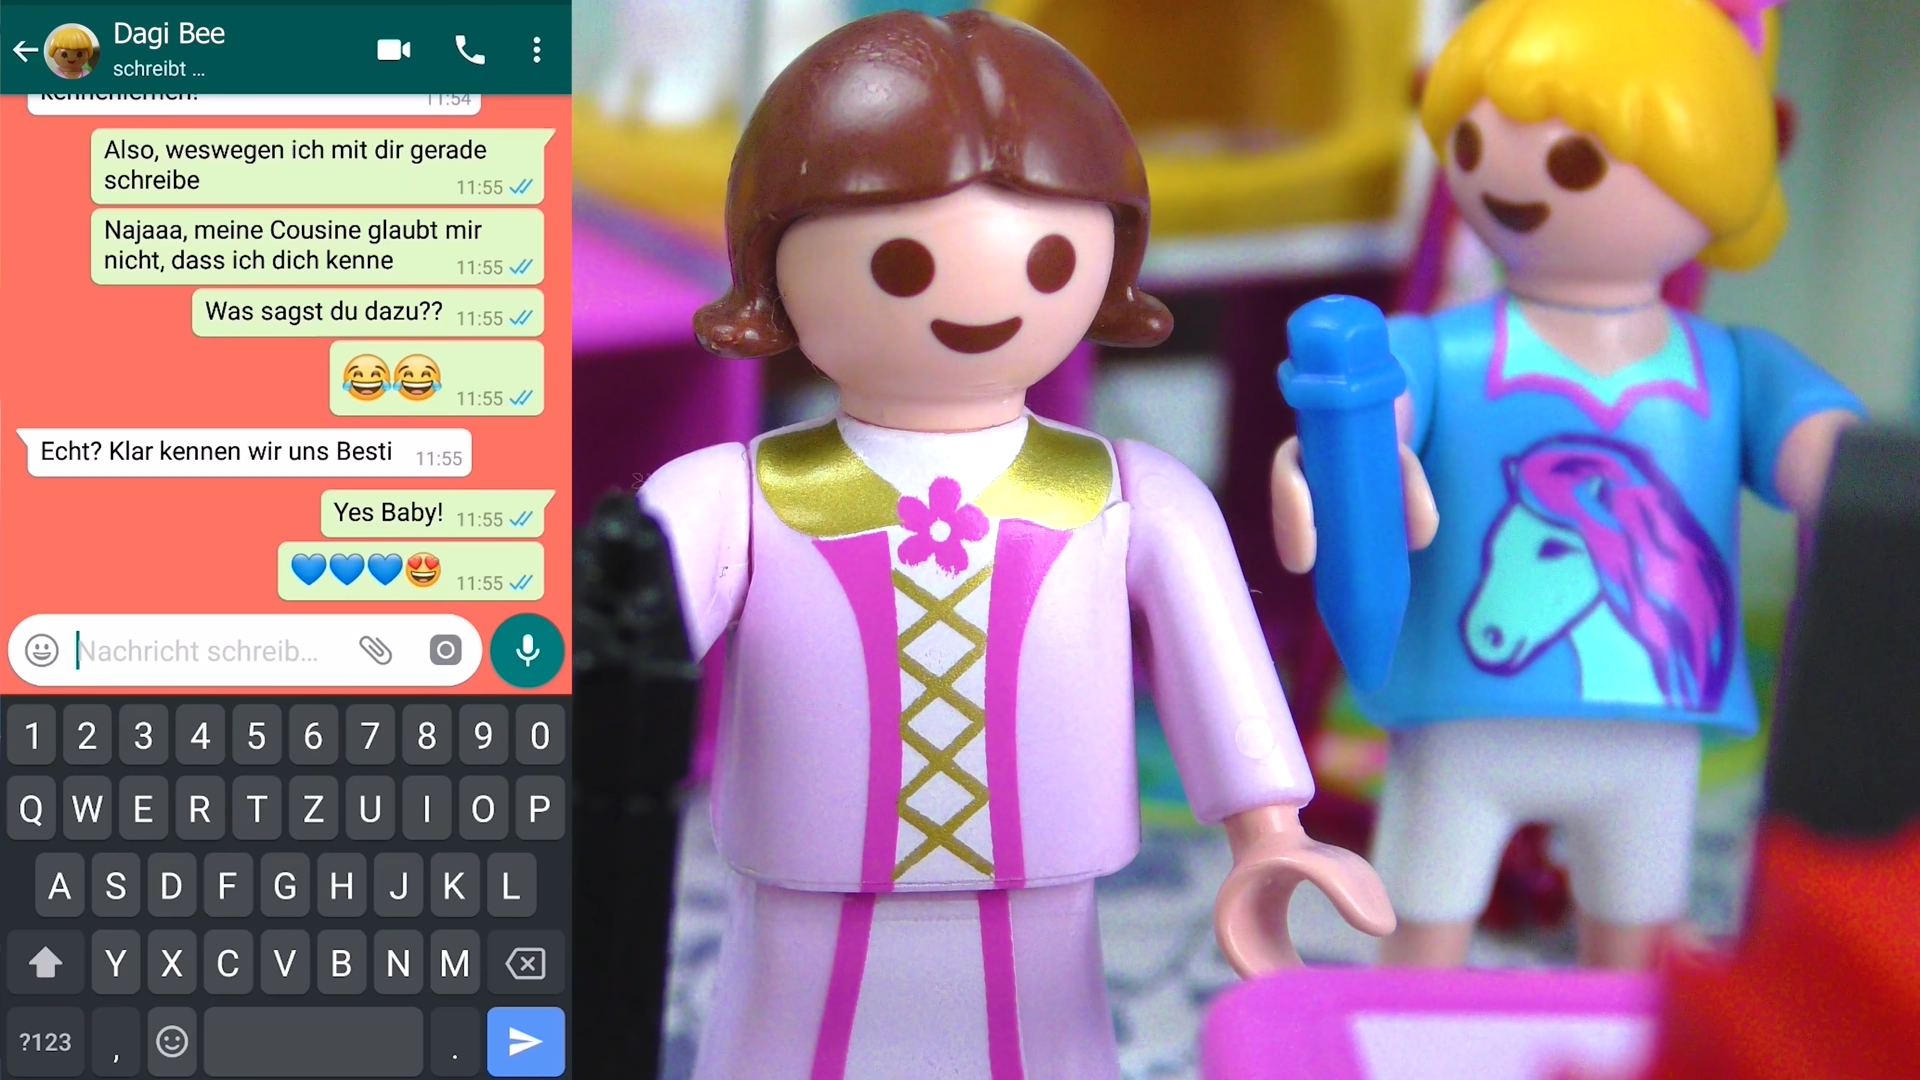 Dagi Bee
schreibt ...
kennenlernen! 11:54
Also, weswegen ich mit dir gerade
schreibe 11:55
Najaaa, meine Cousine glaubt mir
nicht, dass ich dich kenne 11:55
Was sagst du dazu?? 11:55
😂😂 11:55
Echt? Klar kennen wir uns Besti 11:55
Yes Baby! 11:55
💙💙💙😍 11:55
Nachricht schreib...
1 2 3 4 5 6 7 8 9 0
Q W E R T Z U I O P
A S D F G H J K L
Y X C V B N M
?123 , .